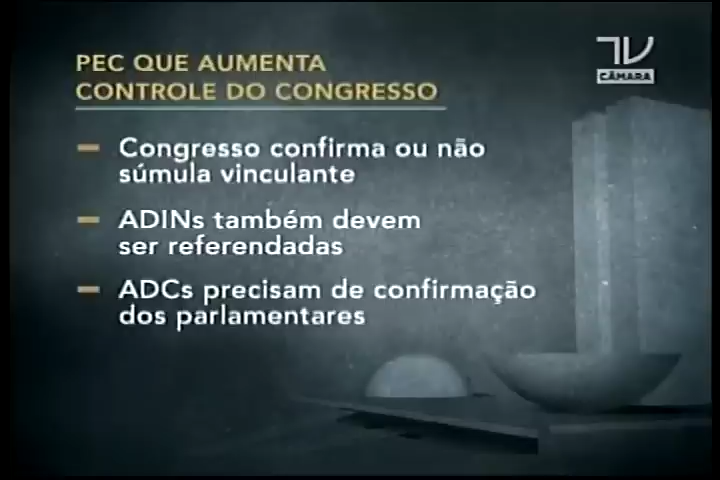 PEC QUE AUMENTA
CONTROLE DO CONGRESSO
TV
CÂMARA
Congresso confirma ou não
súmula vinculante
ADINs também devem
ser referendadas
ADCs precisam de confirmação
dos parlamentares